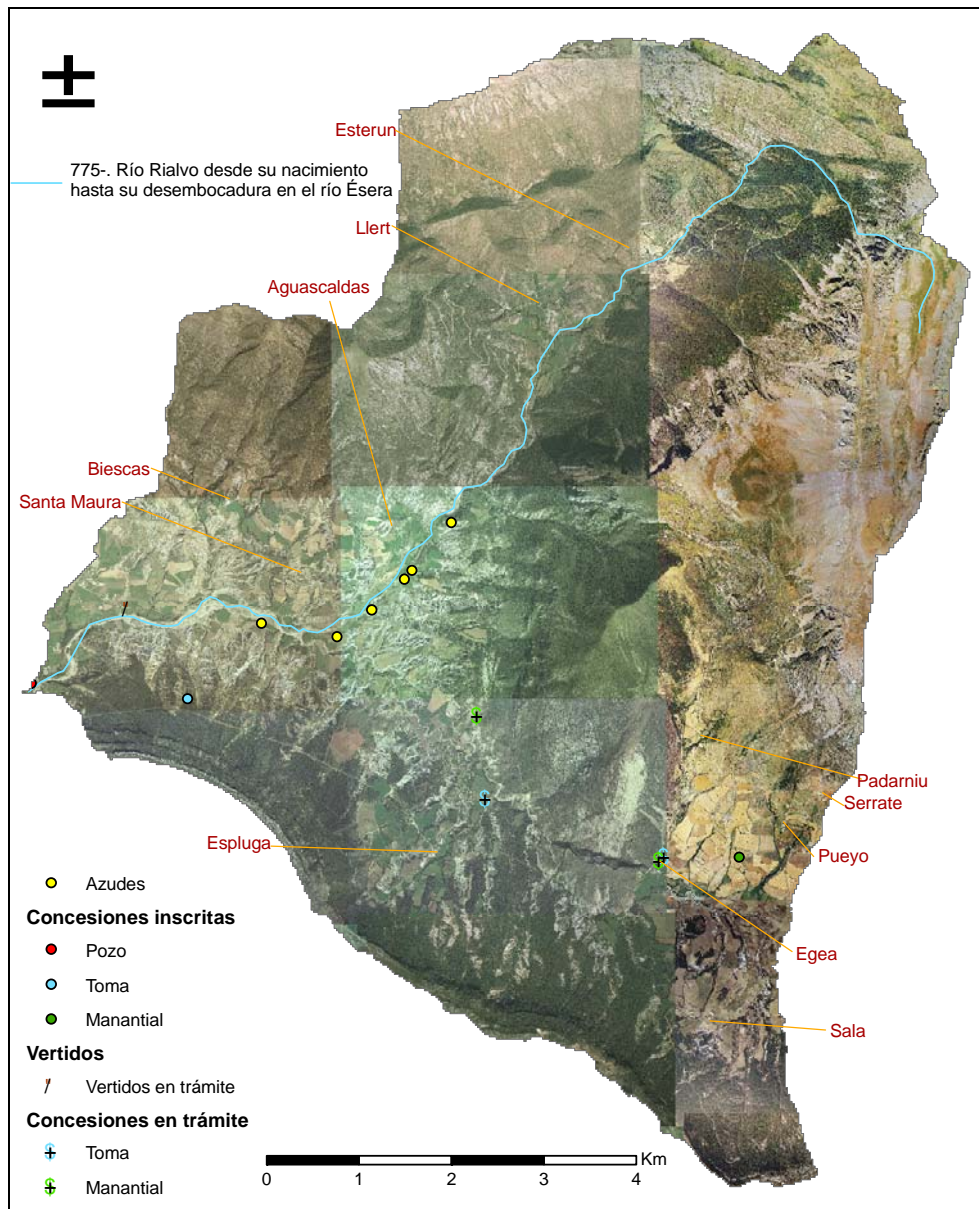 Esterun
775-. Río Rialvo desde su nacimiento
hasta su desembocadura en el río Ésera
Llert
Aguascaldas
Biescas
Santa Maura
Padarniu
Serrate
Espluga
Pueyo
Azudes
Concesiones inscritas
Pozo
Egea
Toma
Manantial
Sala
Vertidos
Vertidos en trámite
Concesiones en trámite
Toma
Km
0 1 2 3 4
Manantial